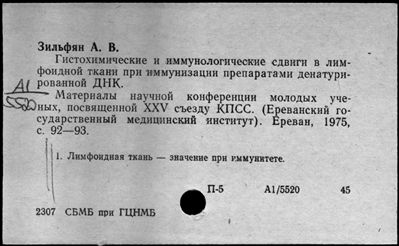 Зильфян А. В.
Гистохимические и иммунологические сдвиги в лим-
фоидной ткани при иммунизации препаратами денатури-
рованной ДНК.
А1
5520
Материалы научной конференции молодых уче-
ных, посвященной XXV съезду КПСС. (Ереванский го-
сударственный медицинский институт). Ереван, 1975,
с. 92—93.
1. Лимфоидная ткань — значение при иммунитете.
П-5 А1/5520 45
2307 СБМБ при ГЦНМБ